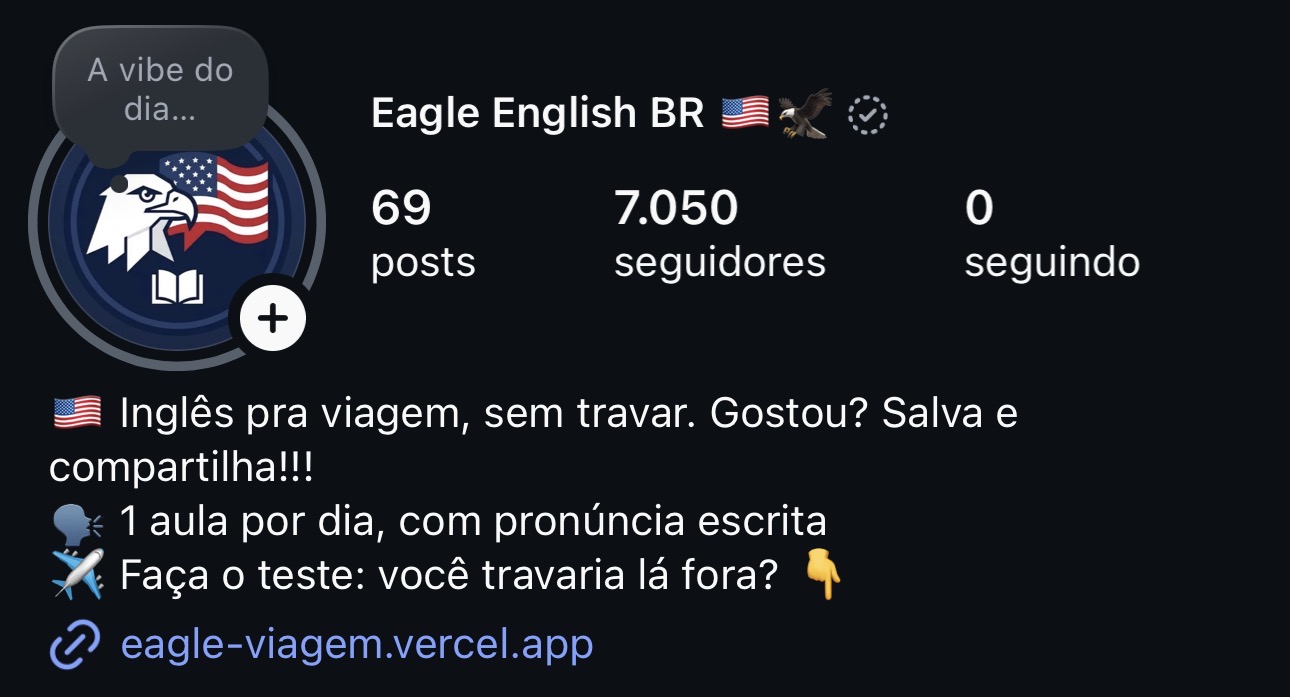 A vibe do
dia...
Eagle English BR 🇺🇸🦅
69
posts
7.050
seguidores
0
seguindo
🇺🇸 Inglês pra viagem, sem travar. Gostou? Salva e
compartilha!!!
🗣️ 1 aula por dia, com pronúncia escrita
✈️ Faça o teste: você travaria lá fora? 👇
eagle-viagem.vercel.app